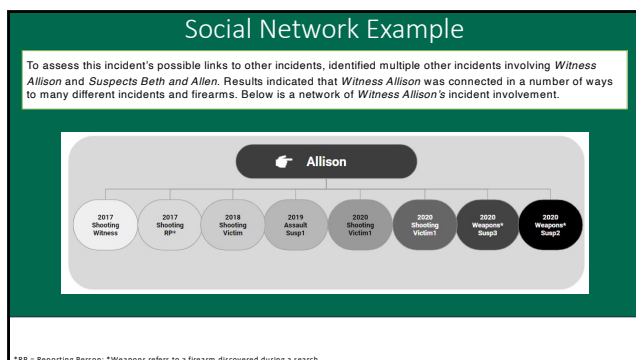 Social Network Example
To assess this incident's possible links to other incidents, identified multiple other incidents involving Witness
Allison and Suspects Beth and Allen. Results indicated that Witness Allison was connected in a number of ways
to many different incidents and firearms. Below is a network of Witness Allison's incident involvement.
Allison
2017
Shooting
Witness
2017
Shooting
RP*
2018
Shooting
Victim
2019
Assault
Susp1
2020
Shooting
Victim1
2020
Shooting
Victim1
2020
Weapons*
Susp3
2020
Weapons*
Susp2
*RP = Reporting Person; *Weapons refers to a firearm discovered during a search